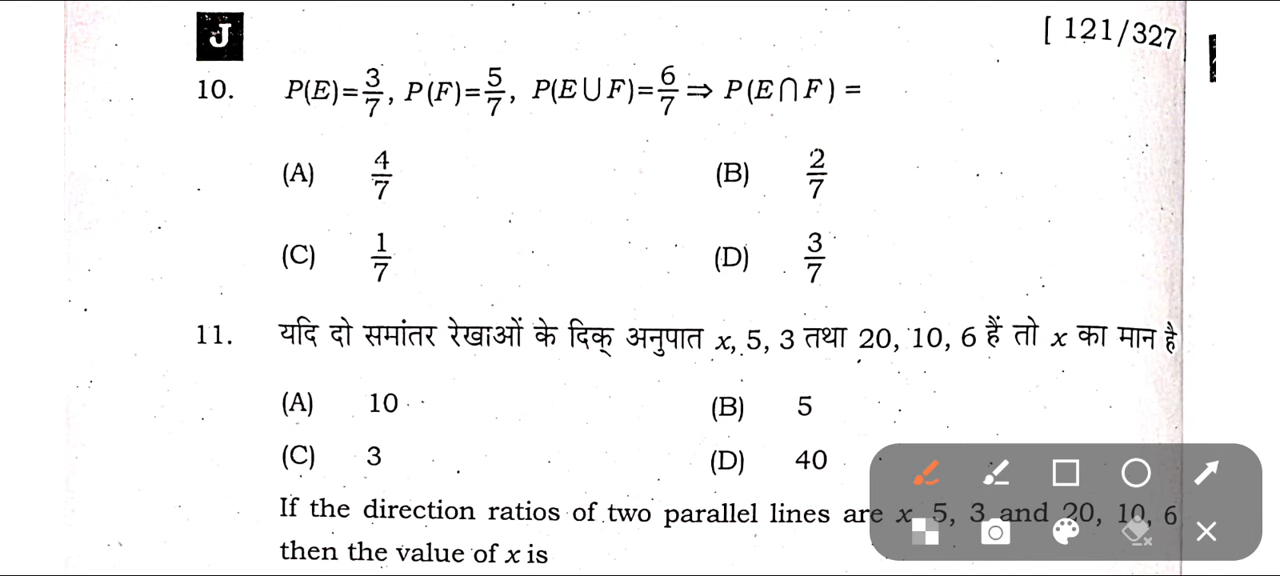 J
[ 121/327
10. P(E)=3/7, P(F)=5/7, P(E∪F)=6/7 ⇒ P(E∩F) =
(A) 4/7 (B) 2/7
(C) 1/7 (D) 3/7
11. यदि दो समांतर रेखाओं के दिक् अनुपात x, 5, 3 तथा 20, 10, 6 हैं तो x का मान है
(A) 10 (B) 5
(C) 3 (D) 40
If the direction ratios of two parallel lines are x, 5, 3 and 20, 10, 6
then the value of x is